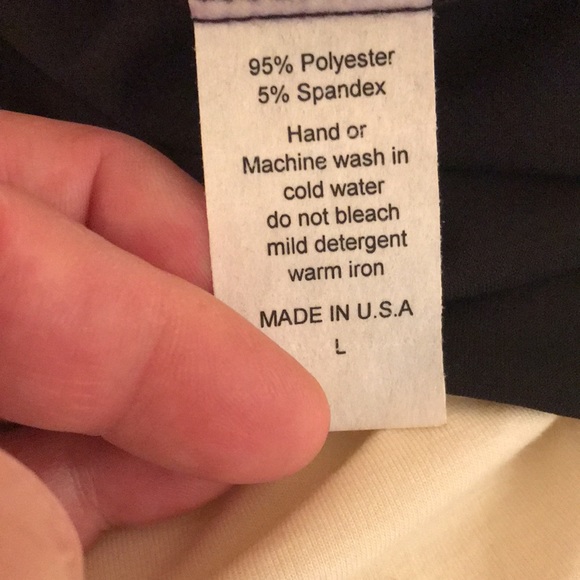 95% Polyester
5% Spandex
Hand or
Machine wash in
cold water
do not bleach
mild detergent
warm iron
MADE IN U.S.A
L